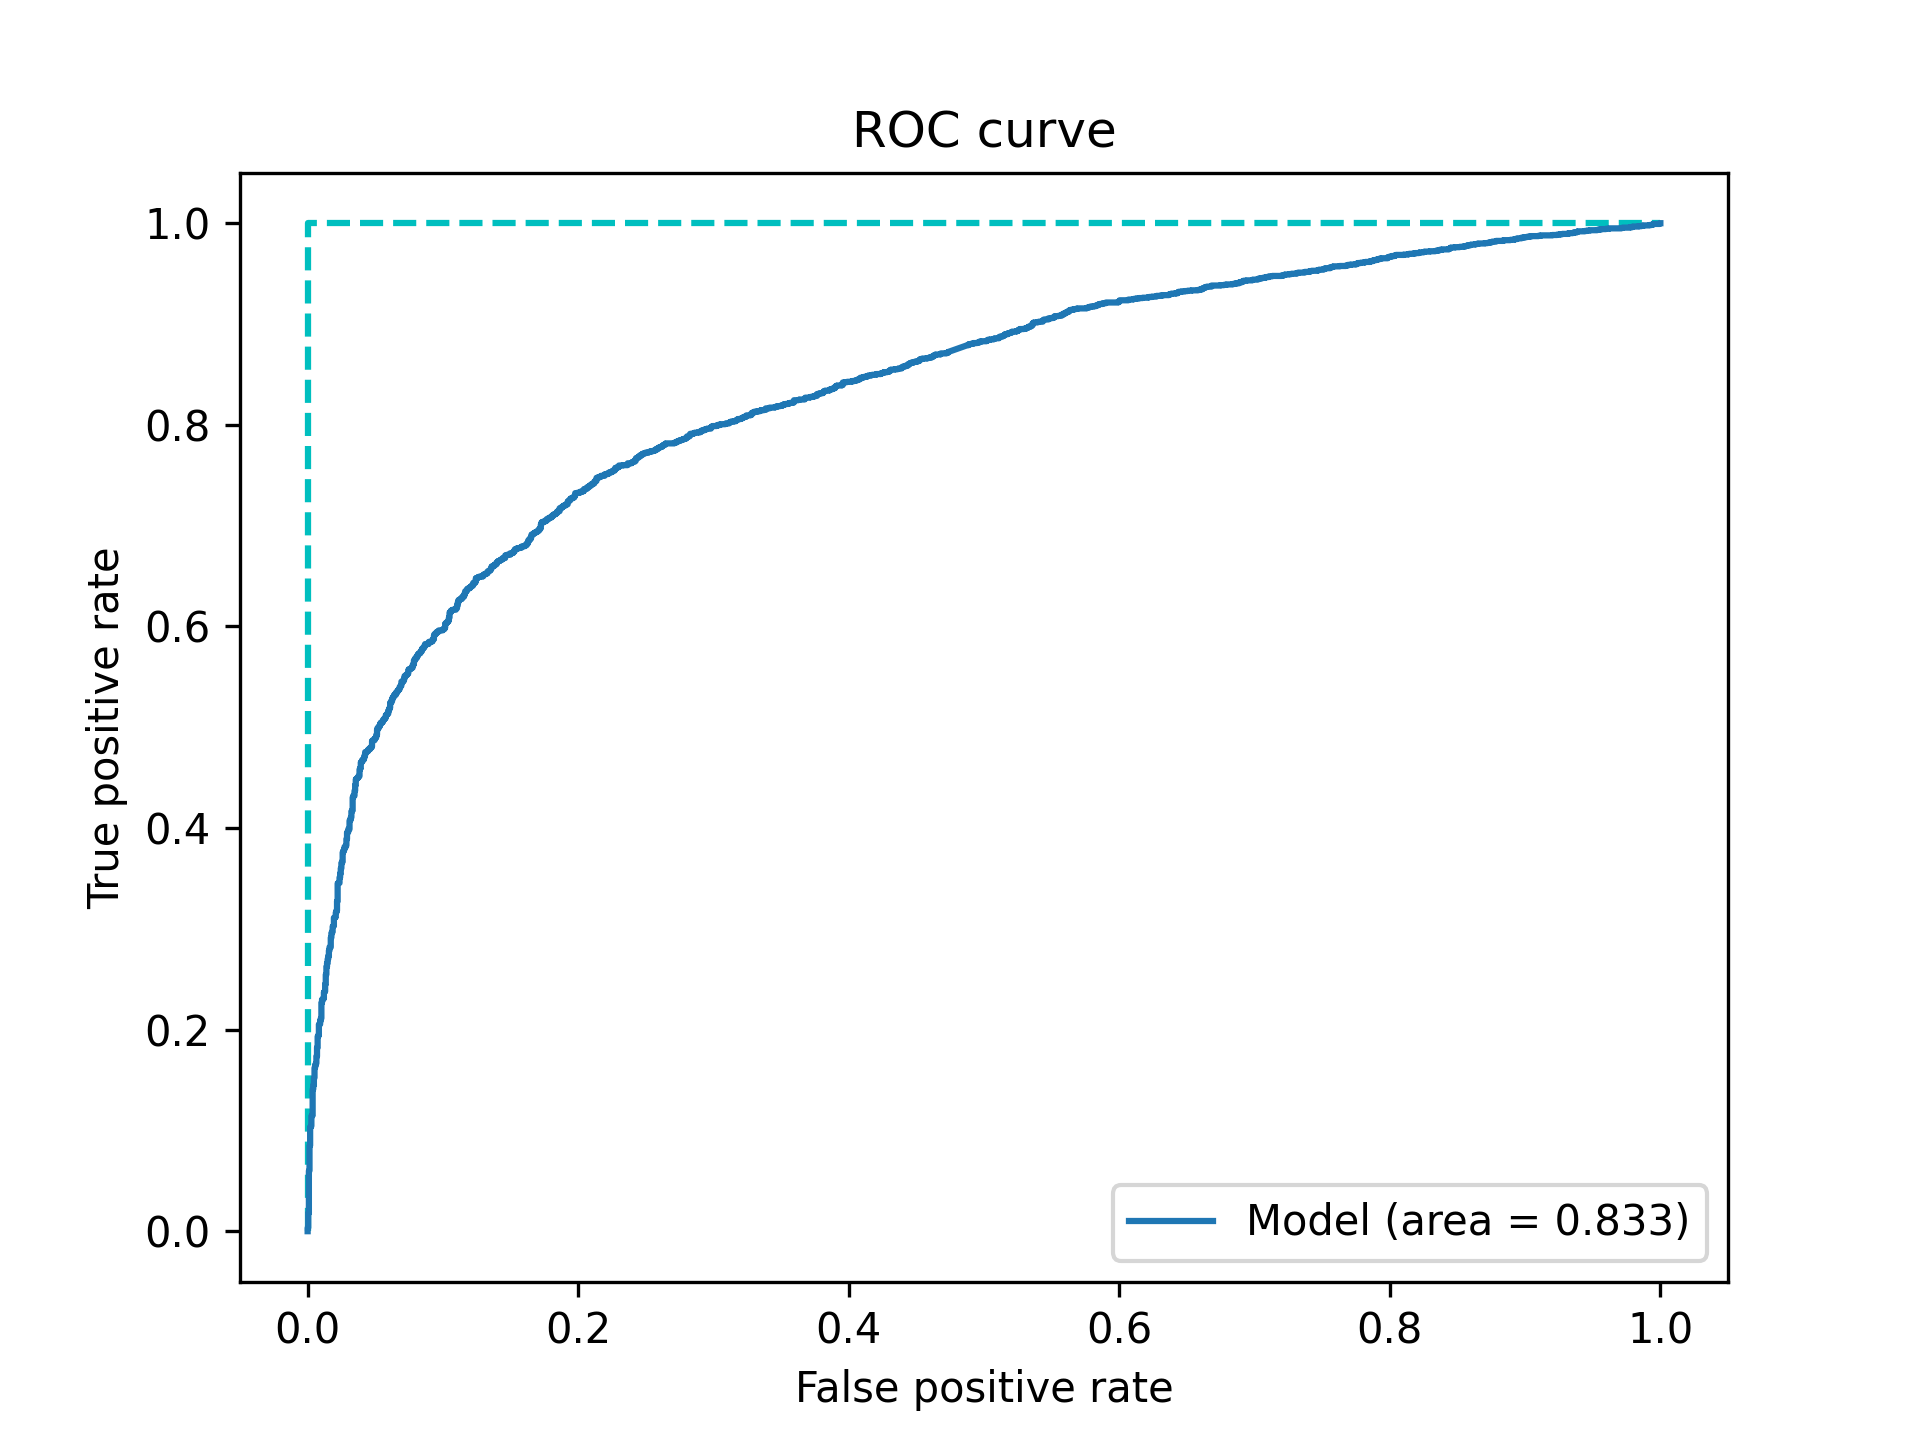 ROC curve
1.0
0.8
0.6
0.4
0.2
0.0
True positive rate
Model (area = 0.833)
0.0 0.2 0.4 0.6 0.8 1.0
False positive rate